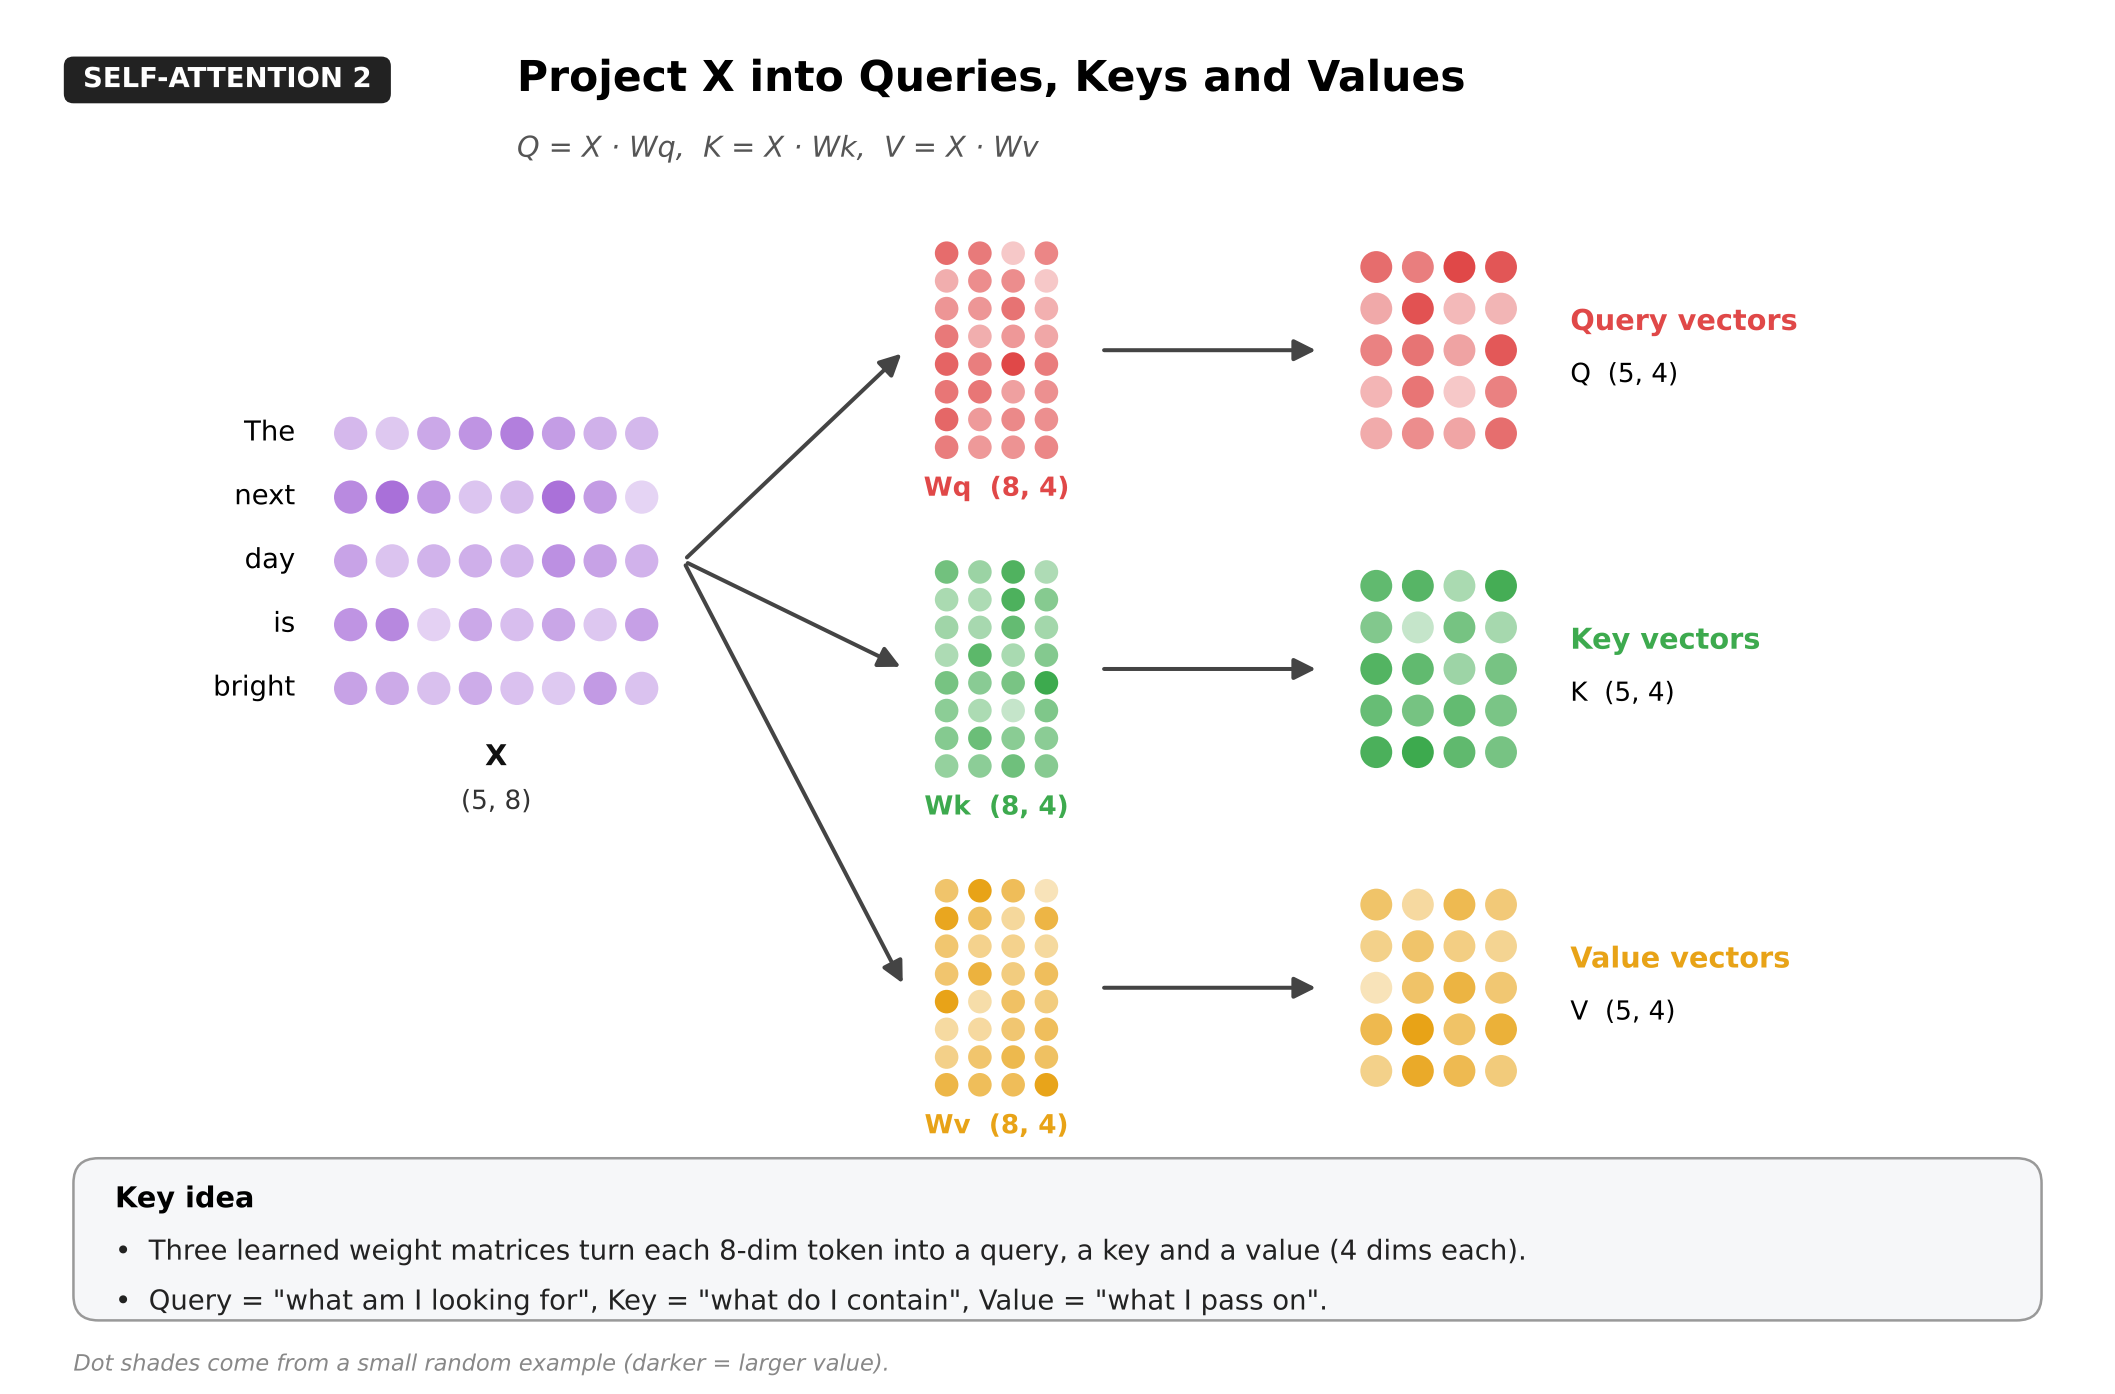 SELF-ATTENTION 2
Project X into Queries, Keys and Values
Q = X · Wq,  K = X · Wk,  V = X · Wv
The
next
day
is
bright
X
(5, 8)
Wq  (8, 4)
Query vectors
Q  (5, 4)
Wk  (8, 4)
Key vectors
K  (5, 4)
Wv  (8, 4)
Value vectors
V  (5, 4)
Key idea
•  Three learned weight matrices turn each 8-dim token into a query, a key and a value (4 dims each).
•  Query = "what am I looking for", Key = "what do I contain", Value = "what I pass on".
Dot shades come from a small random example (darker = larger value).